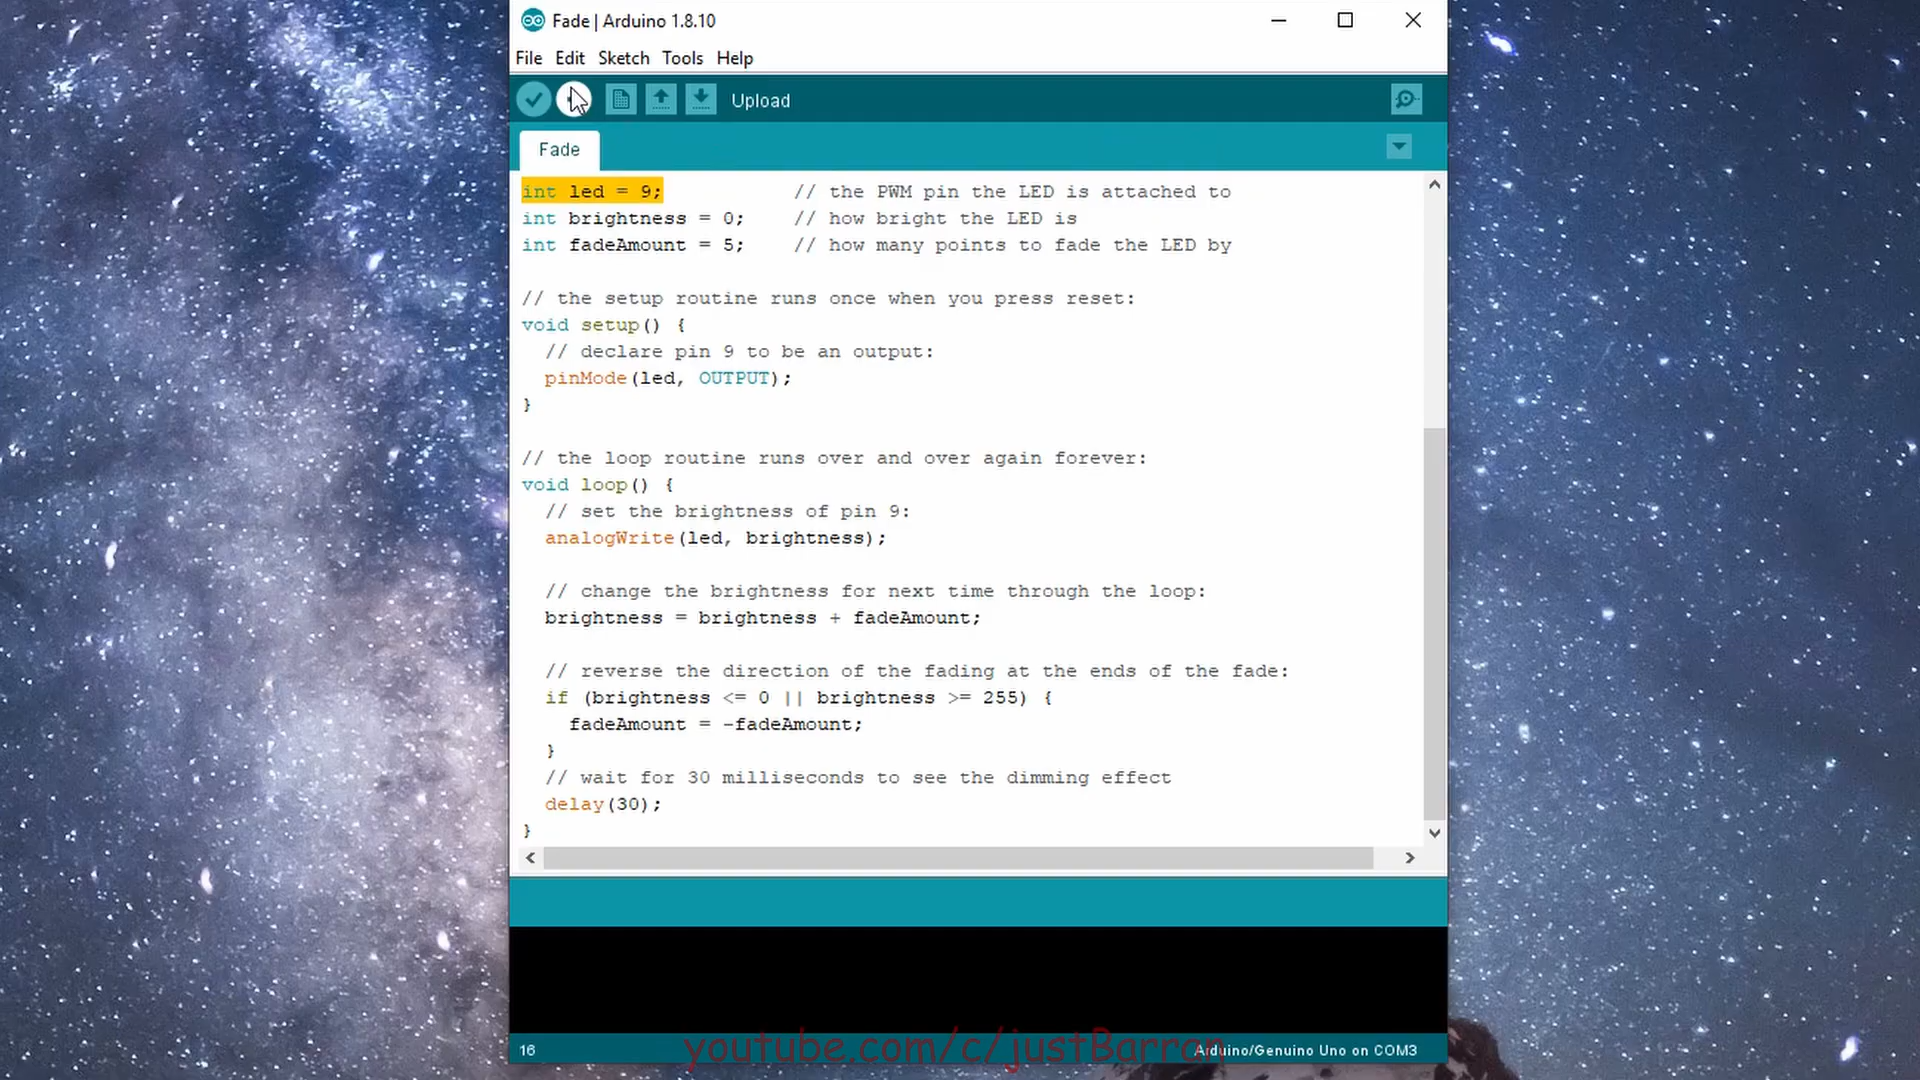 Fade | Arduino 1.8.10
File Edit Sketch Tools Help
Upload
Fade
int led = 9;           // the PWM pin the LED is attached to
int brightness = 0;    // how bright the LED is
int fadeAmount = 5;    // how many points to fade the LED by
// the setup routine runs once when you press reset:
void setup() {
  // declare pin 9 to be an output:
  pinMode(led, OUTPUT);
}
// the loop routine runs over and over again forever:
void loop() {
  // set the brightness of pin 9:
  analogWrite(led, brightness);
  // change the brightness for next time through the loop:
  brightness = brightness + fadeAmount;
  // reverse the direction of the fading at the ends of the fade:
  if (brightness <= 0 || brightness >= 255) {
    fadeAmount = -fadeAmount;
  }
  // wait for 30 milliseconds to see the dimming effect
  delay(30);
}
16
youtube.com/c/justBarran
Arduino/Genuino Uno on COM3